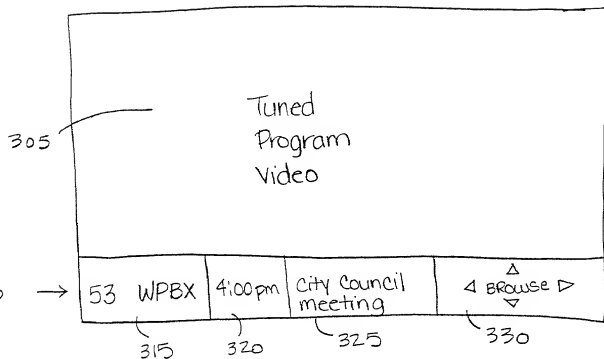 Tuned
Program
Video
305
53 WPBX 4:00pm City Council
meeting
◁ BROWSE ▷
315 320 325 330